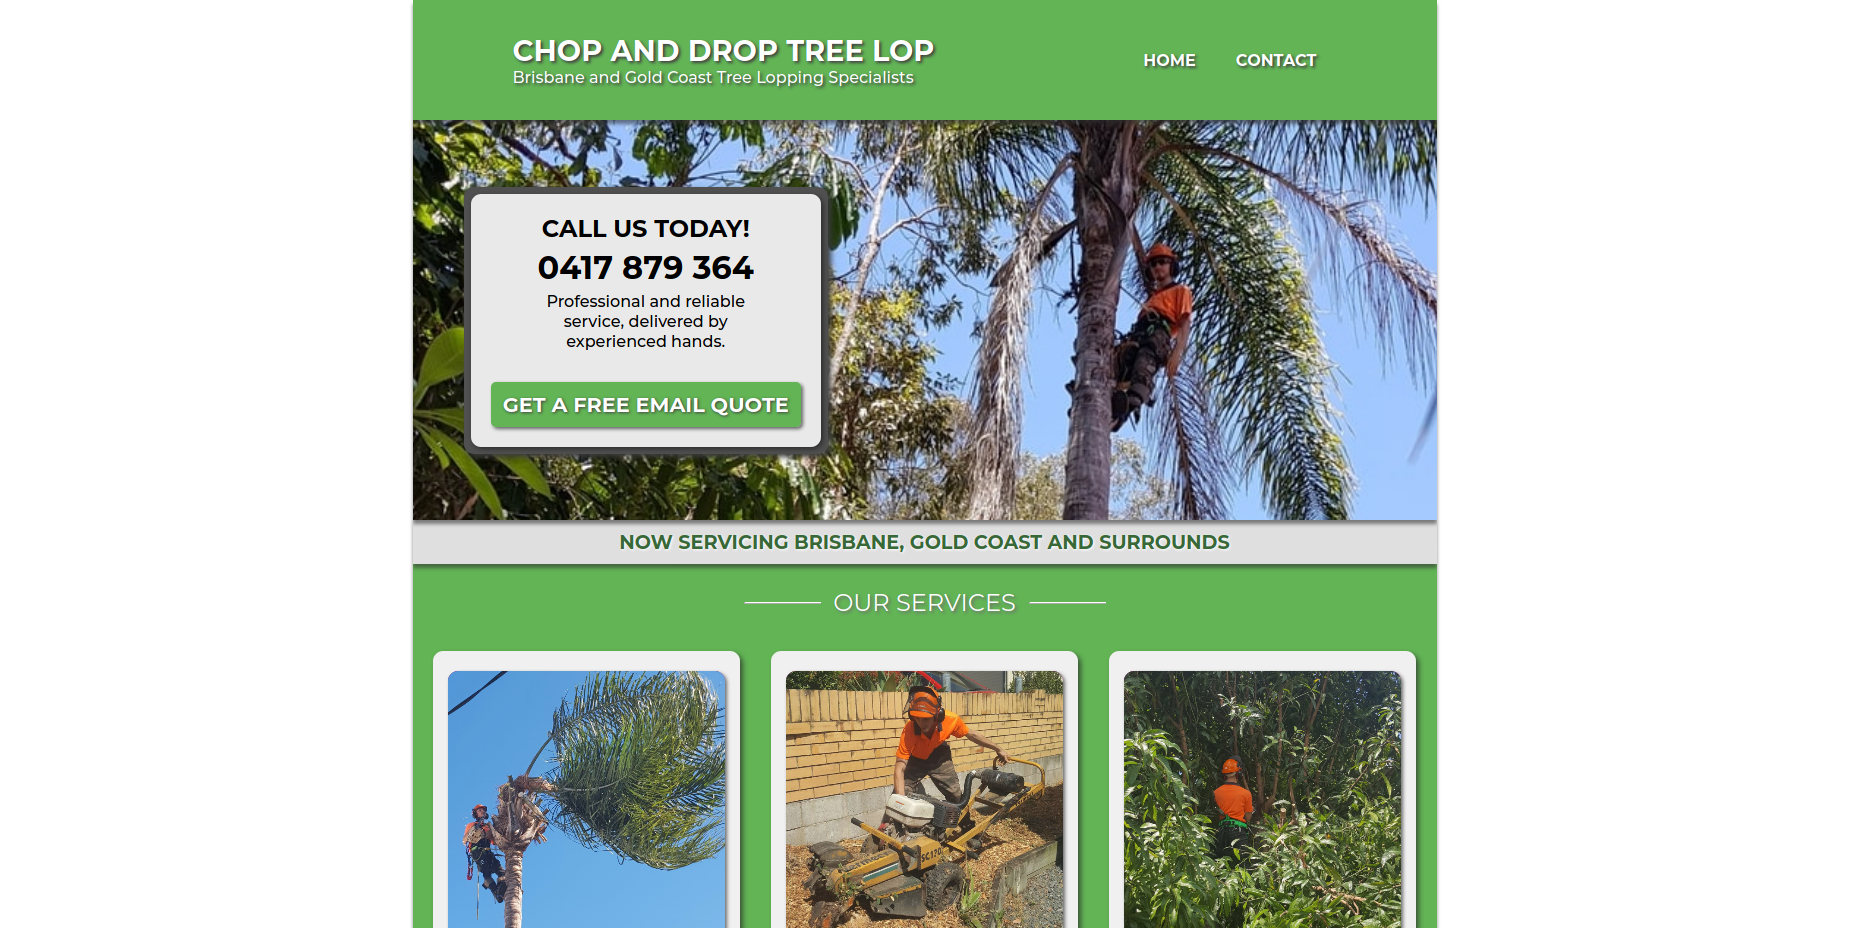 CHOP AND DROP TREE LOP
Brisbane and Gold Coast Tree Lopping Specialists
HOME
CONTACT
CALL US TODAY!
0417 879 364
Professional and reliable
service, delivered by
experienced hands.
GET A FREE EMAIL QUOTE
NOW SERVICING BRISBANE, GOLD COAST AND SURROUNDS
OUR SERVICES
SC170